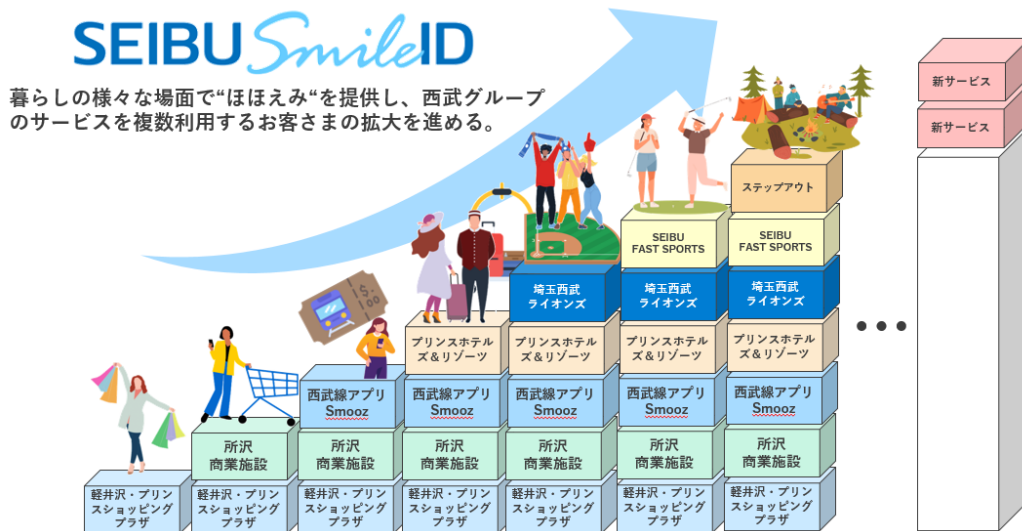 SEIBU Smile ID
暮らしの様々な場面で“ほほえみ“を提供し、西武グループ
のサービスを複数利用するお客さまの拡大を進める。
新サービス
新サービス
ステップアウト
SEIBU
FAST SPORTS
SEIBU
FAST SPORTS
埼玉西武
ライオンズ
埼玉西武
ライオンズ
埼玉西武
ライオンズ
プリンスホテル
ズ＆リゾーツ
プリンスホテル
ズ＆リゾーツ
プリンスホテル
ズ＆リゾーツ
プリンスホテル
ズ＆リゾーツ
西武線アプリ
Smooz
西武線アプリ
Smooz
西武線アプリ
Smooz
西武線アプリ
Smooz
西武線アプリ
Smooz
所沢
商業施設
所沢
商業施設
所沢
商業施設
所沢
商業施設
所沢
商業施設
所沢
商業施設
軽井沢・プリン
スショッピング
プラザ
軽井沢・プリン
スショッピング
プラザ
軽井沢・プリン
スショッピング
プラザ
軽井沢・プリン
スショッピング
プラザ
軽井沢・プリン
スショッピング
プラザ
軽井沢・プリン
スショッピング
プラザ
軽井沢・プリン
スショッピング
プラザ
•••